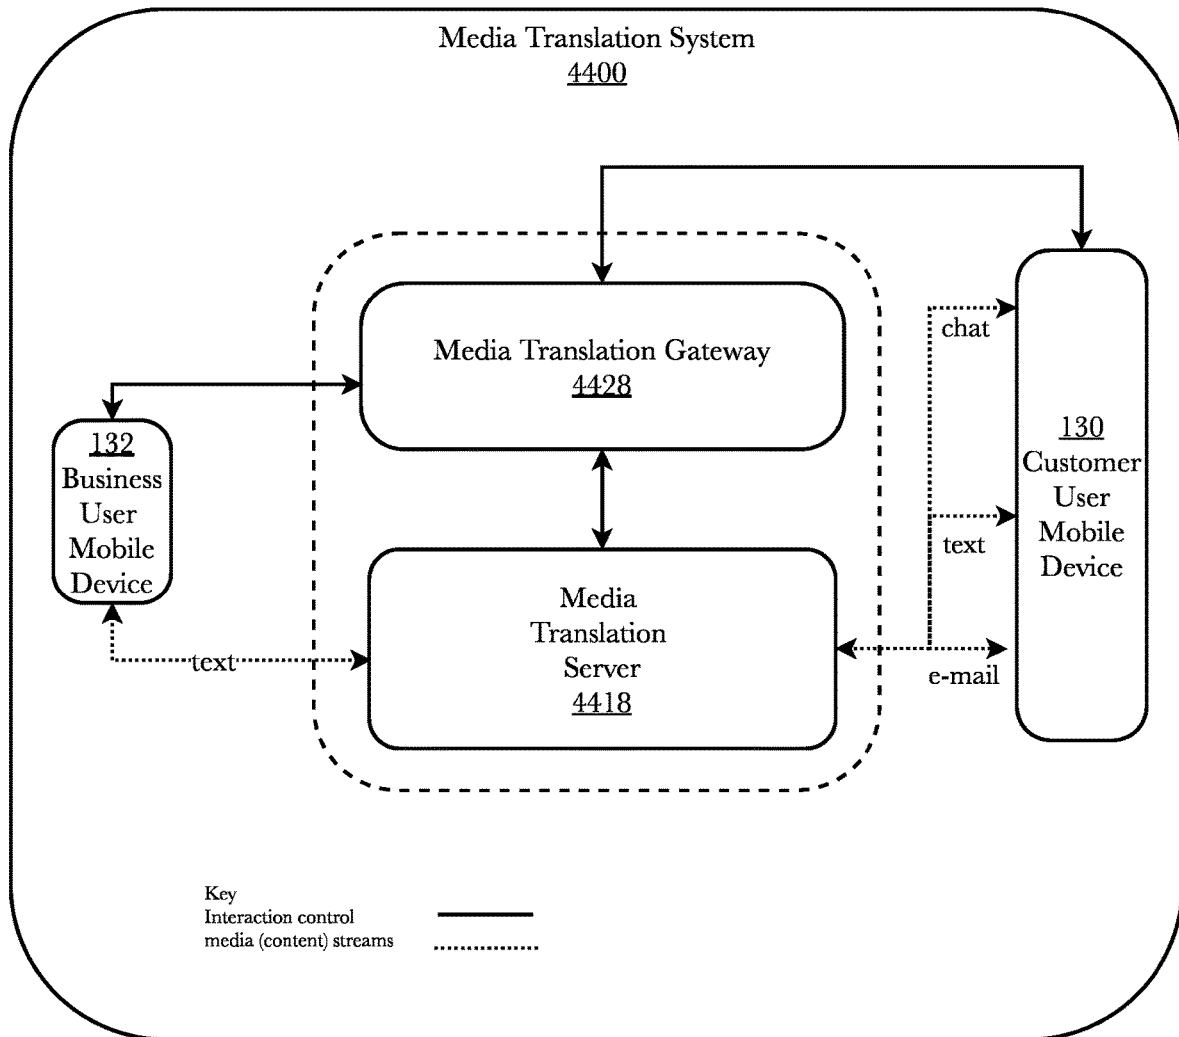 Media Translation System
4400
Media Translation Gateway
4428
132
Business
User
Mobile
Device
chat
130
Customer
User
Mobile
Device
text
text
Media
Translation
Server
4418
e-mail
Key
Interaction control
media (content) streams